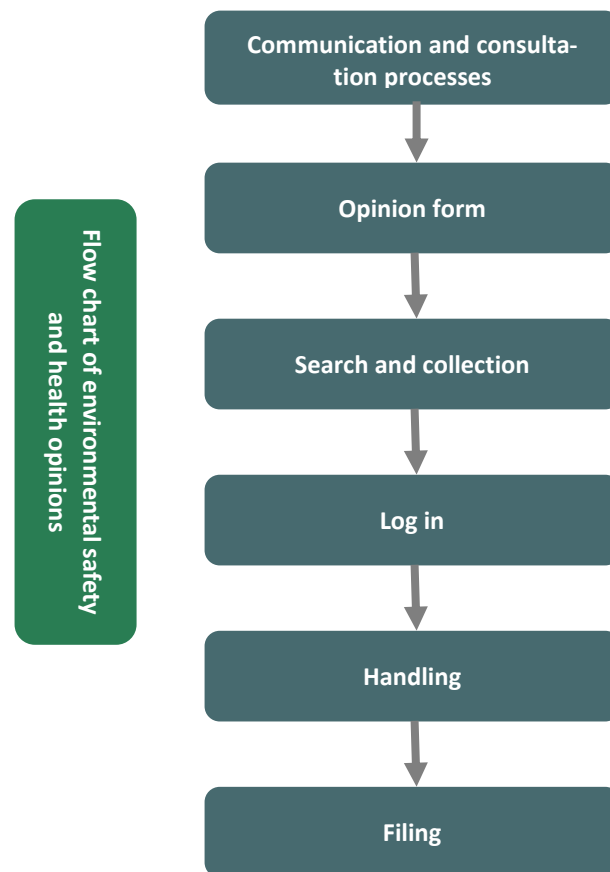 Communication and consulta-
tion processes
Opinion form
Flow chart of environmental safety
and health opinions
Search and collection
Log in
Handling
Filing